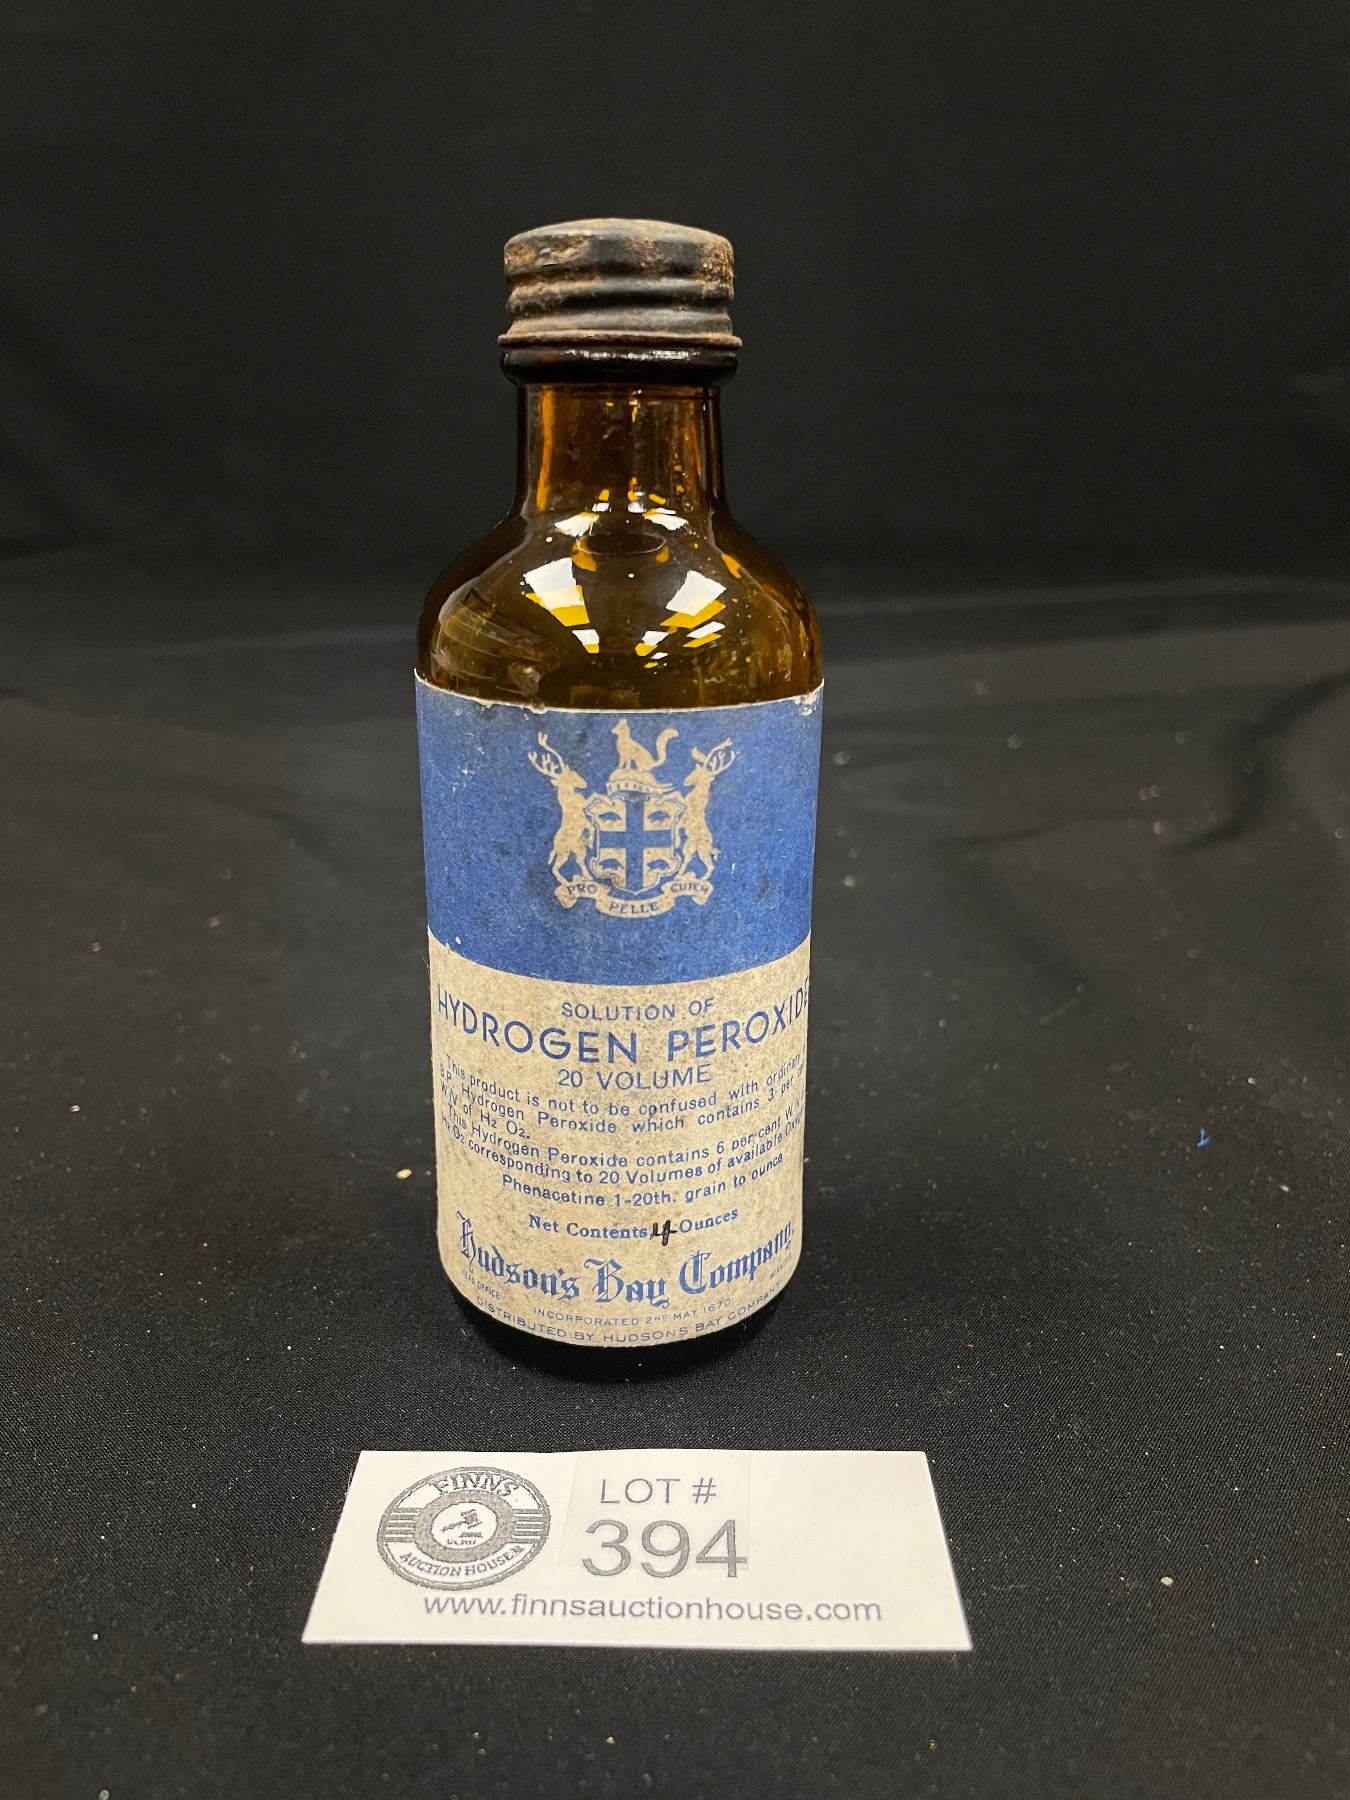 PRO PELLE CUTEM
SOLUTION OF
HYDROGEN PEROXIDE
20 VOLUME
This product is not to be confused with ordinary
B.P. Hydrogen Peroxide which contains 3 per cent
W/V of H2 O2.
This Hydrogen Peroxide contains 6 per cent W/V
H2 O2 corresponding to 20 Volumes of available
Phenacetine 1-20th. grain to ounce
Net Contents 4 Ounces
Hudson's Bay Company.
INCORPORATED 2ND MAY 1670.
DISTRIBUTED BY HUDSONS BAY COMPANY
FINNS
AUCTION HOUSE
LOT #
394
www.finnsauctionhouse.com